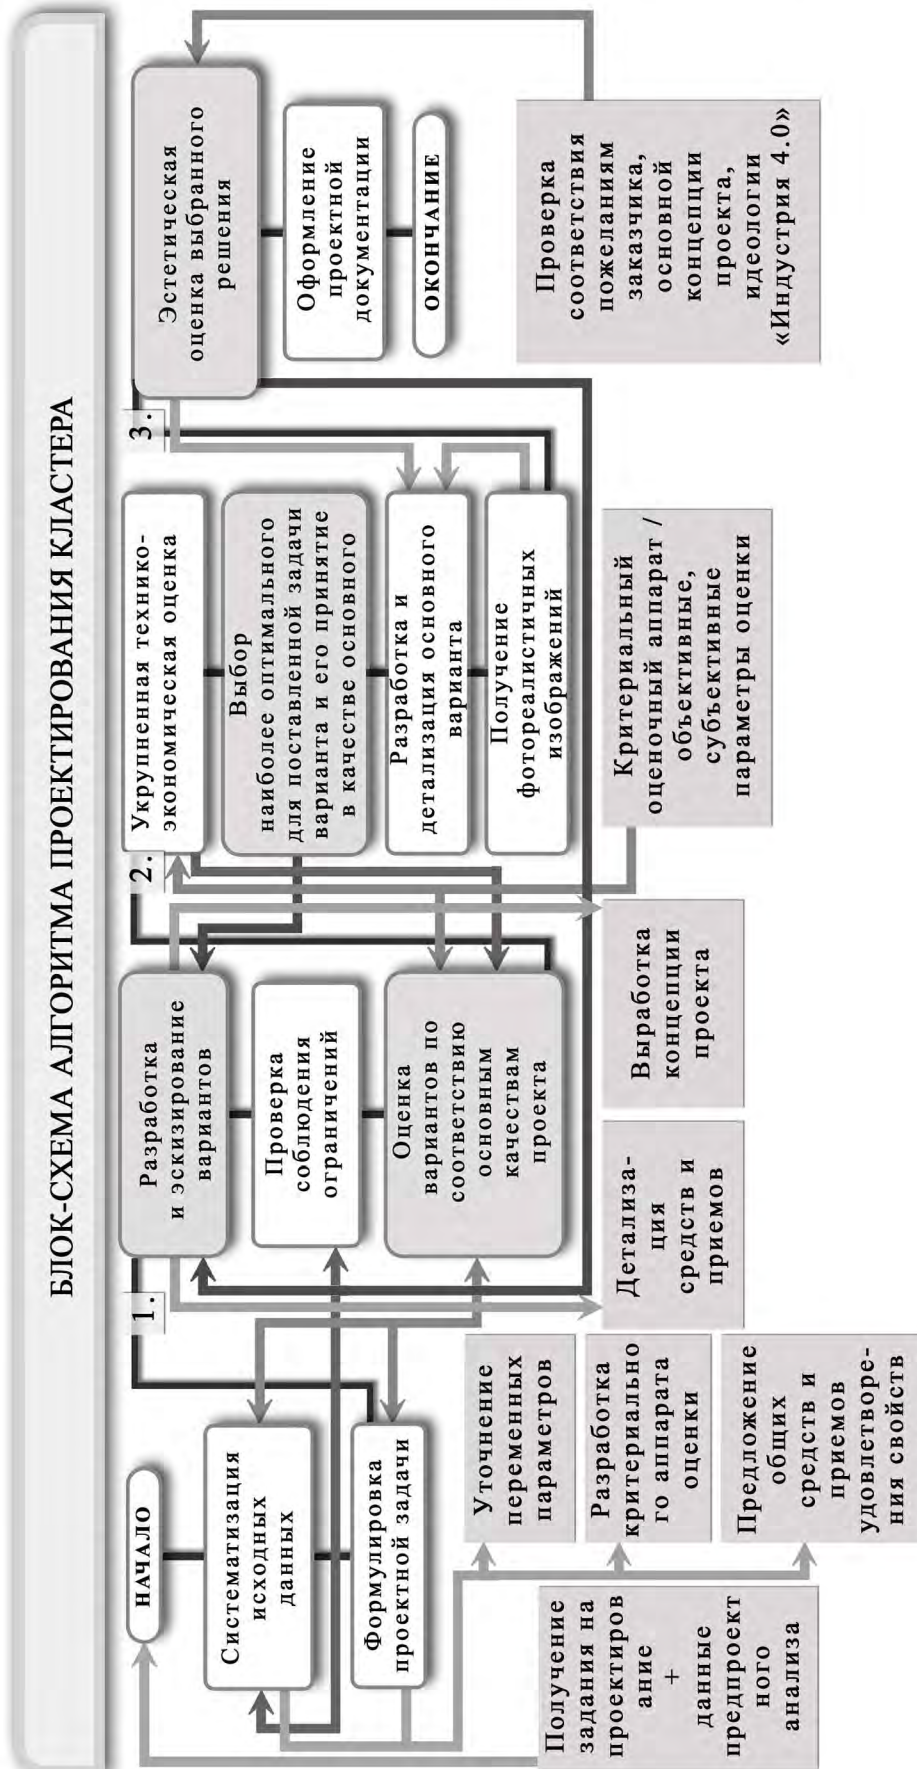 БЛОК-СХЕМА АЛГОРИТМА ПРОЕКТИРОВАНИЯ КЛАСТЕРА
НАЧАЛО
Систематизация
исходных
данных
Формулировка
проектной задачи
Получение
задания на
проектиров
ание
+
данные
предпроект
ного
анализа
Уточнение
переменных
параметров
Разработка
критериально
го аппарата
оценки
Предложение
общих
средств и
приемов
удовлетворе-
ния свойств
1.
Разработка
и эскизирование
вариантов
Проверка
соблюдения
ограничений
Оценка
вариантов по
соответствию
основным
качествам
проекта
Детализа-
ция
средств и
приемов
Выработка
концепции
проекта
2.
Укрупненная технико-
экономическая оценка
Выбор
наиболее оптимального
для поставленной задачи
варианта и его принятие
в качестве основного
Разработка и
детализация основного
варианта
Получение
фотореалистичных
изображений
Критериальный
оценочный аппарат /
объективные,
субъективные
параметры оценки
3.
Эстетическая
оценка выбранного
решения
Оформление
проектной
документации
ОКОНЧАНИЕ
Проверка
соответствия
пожеланиям
заказчика,
основной
концепции
проекта,
идеологии
«Индустрия 4.0»